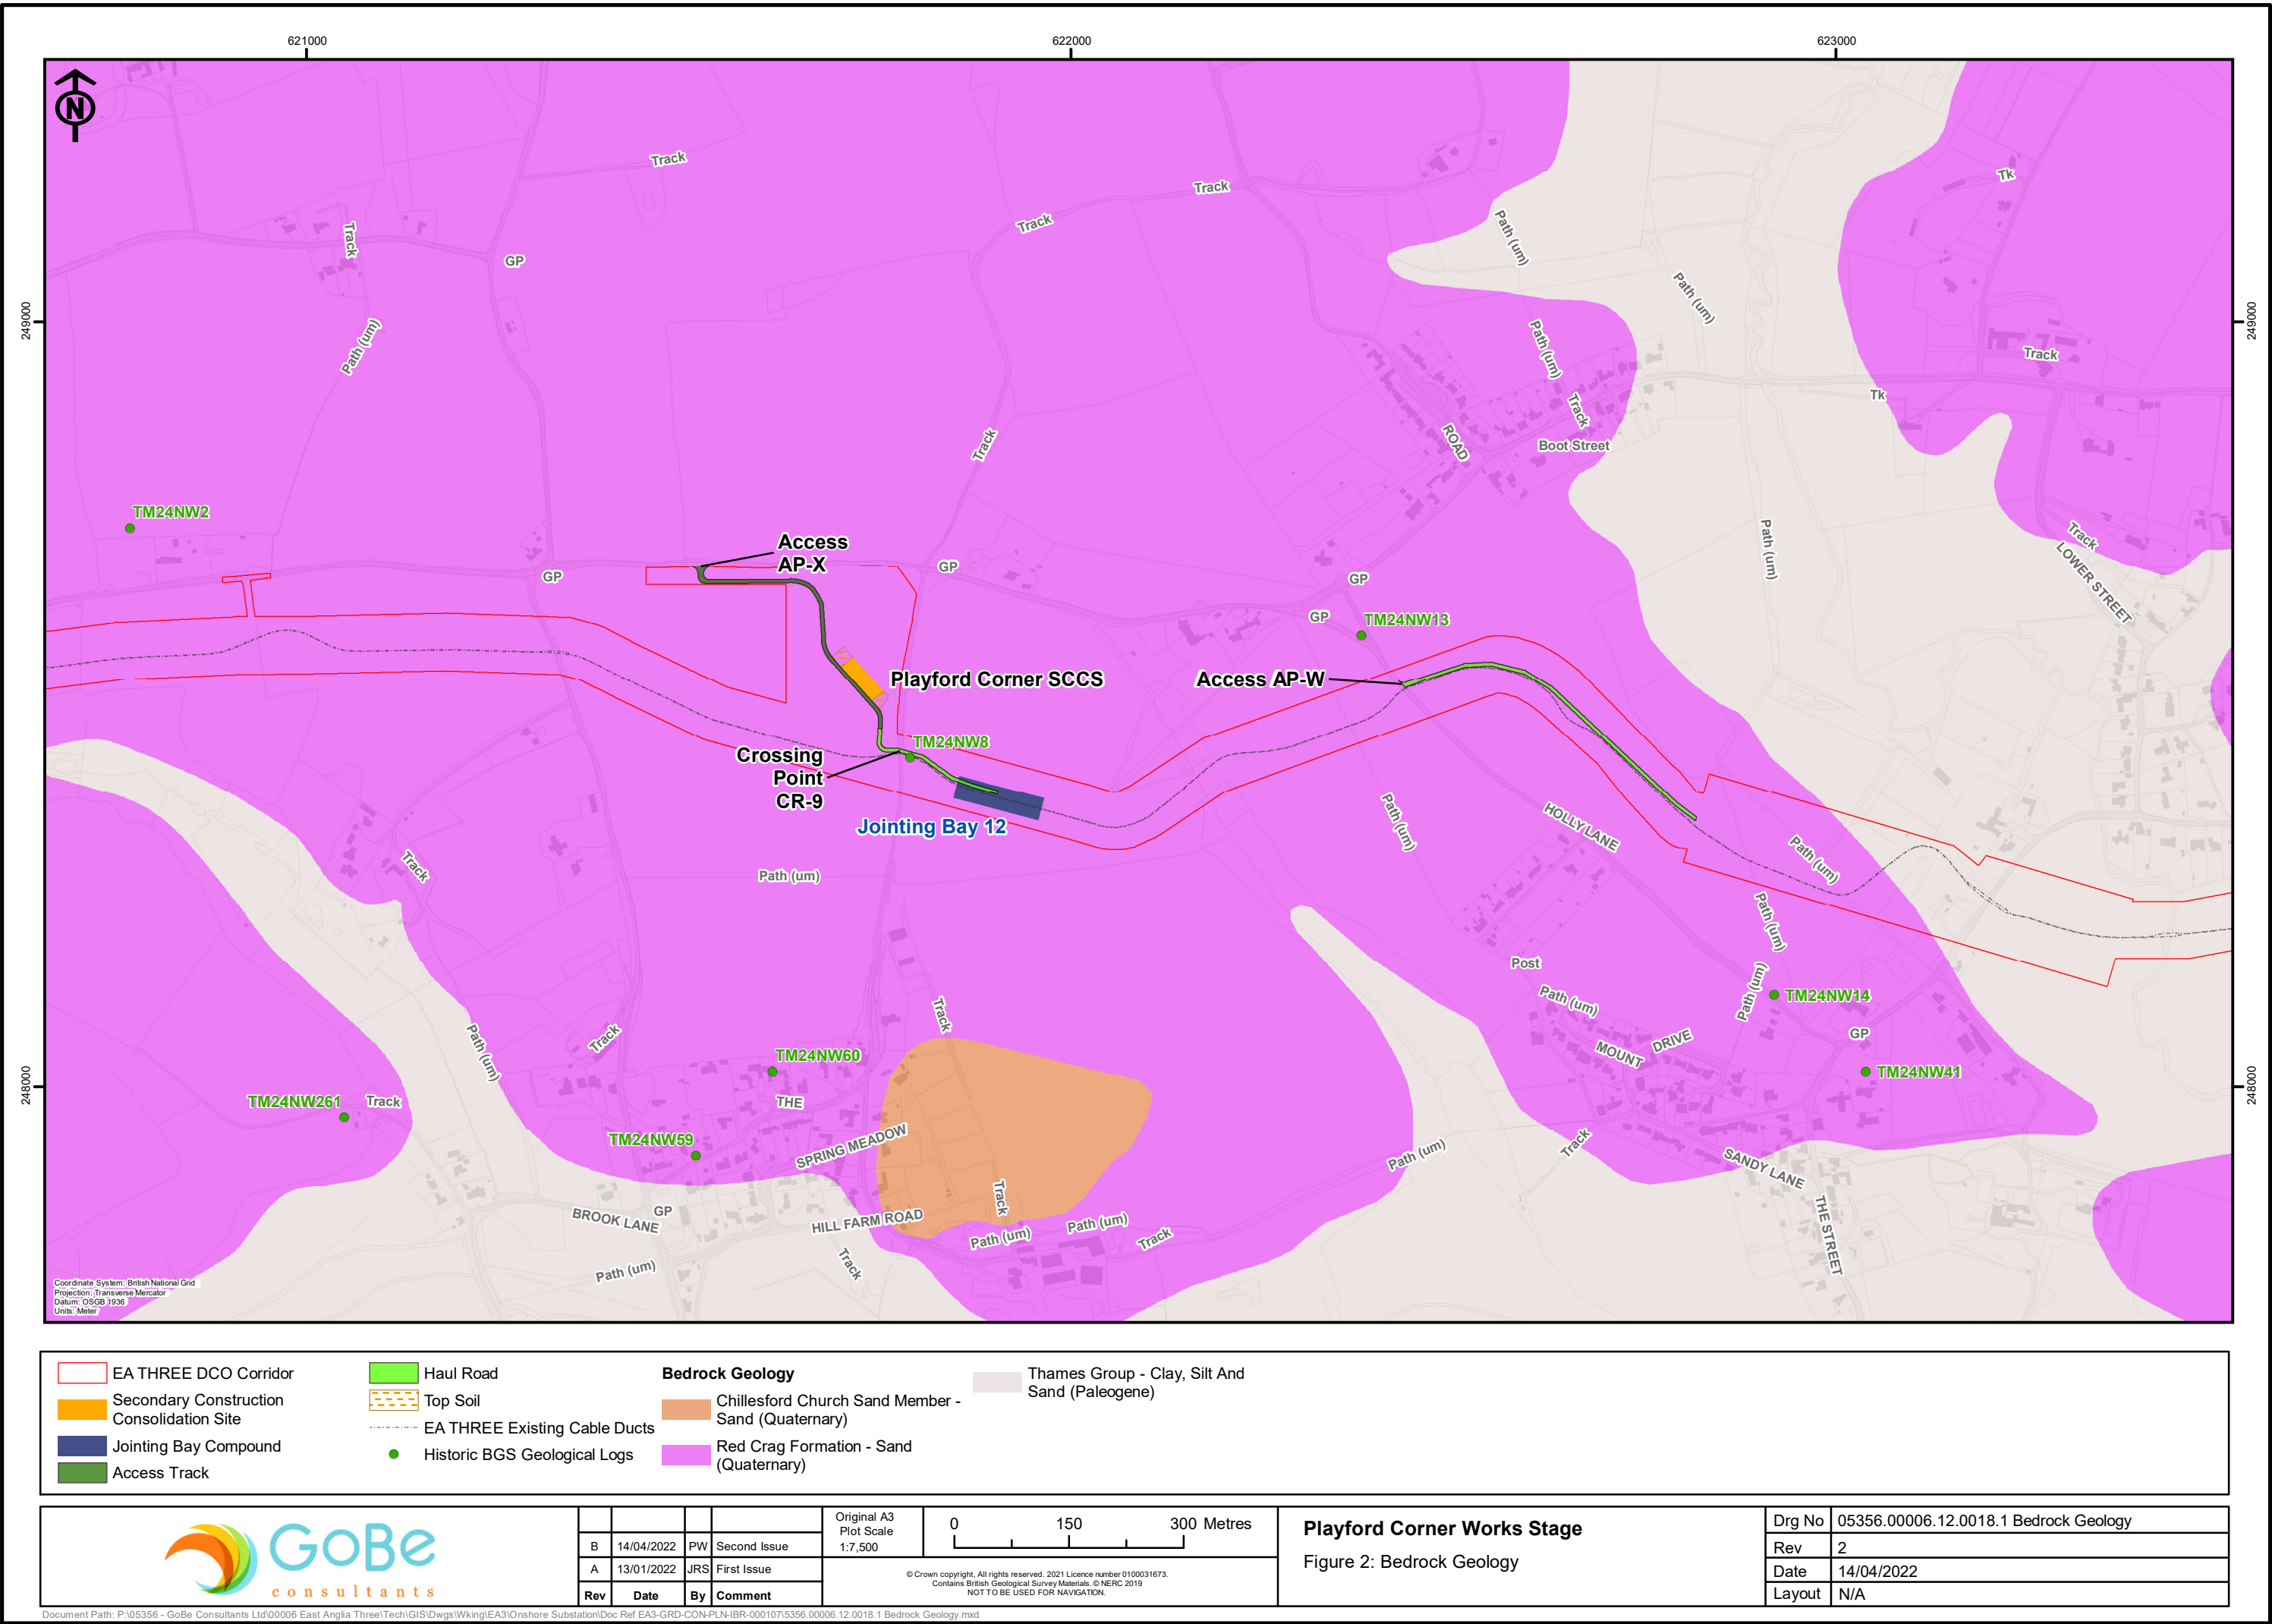 621000
622000
623000
N
249000
249000
248000
248000
Track
Track
Track
Track
Path (um)
Path (um)
Tk
GP
Path (um)
Path (um)
Track
Tk
Track
ROAD
Boot Street
Track
Path (um)
TM24NW2
Access
AP-X
GP
GP
GP
GP
TM24NW13
Path (um)
Track
LOWER STREET
Playford Corner SCCS
Access AP-W
TM24NW8
Crossing
Point
CR-9
Jointing Bay 12
Path (um)
HOLLY LANE
Path (um)
Track
Path (um)
Path (um)
Post
Path (um)
Path (um)
TM24NW14
Track
Path (um)
Track
MOUNT
DRIVE
GP
TM24NW60
TM24NW41
TM24NW261
Track
THE
TM24NW59
SPRING MEADOW
Path (um)
Track
SANDY LANE
Track
THE STREET
GP
BROOK LANE
HILL FARM ROAD
Path (um)
Path (um)
Track
Path (um)
Track
Coordinate System: British National Grid
Projection: Transverse Mercator
Datum: OSGB 1936
Units: Meter
EA THREE DCO Corridor
Secondary Construction
Consolidation Site
Jointing Bay Compound
Access Track
Haul Road
Top Soil
EA THREE Existing Cable Ducts
Historic BGS Geological Logs
Bedrock Geology
Chillesford Church Sand Member -
Sand (Quaternary)
Red Crag Formation - Sand
(Quaternary)
Thames Group - Clay, Silt And
Sand (Paleogene)
GoBe
consultants
B 14/04/2022 PW Second Issue
A 13/01/2022 JRS First Issue
Rev Date By Comment
Original A3
Plot Scale
1:7,500
0 150 300 Metres
© Crown copyright, All rights reserved. 2021 Licence number 0100031673.
Contains British Geological Survey Materials. © NERC 2019
NOT TO BE USED FOR NAVIGATION.
Playford Corner Works Stage
Figure 2: Bedrock Geology
Drg No 05356.00006.12.0018.1 Bedrock Geology
Rev 2
Date 14/04/2022
Layout N/A
Document Path: P:\05356 - GoBe Consultants Ltd\00006 East Anglia Three\Tech\GIS\Dwgs\Wking\EA3\Onshore Substation\Doc Ref EA3-GRD-CON-PLN-IBR-000107\5356.00006.12.0018.1 Bedrock Geology.mxd